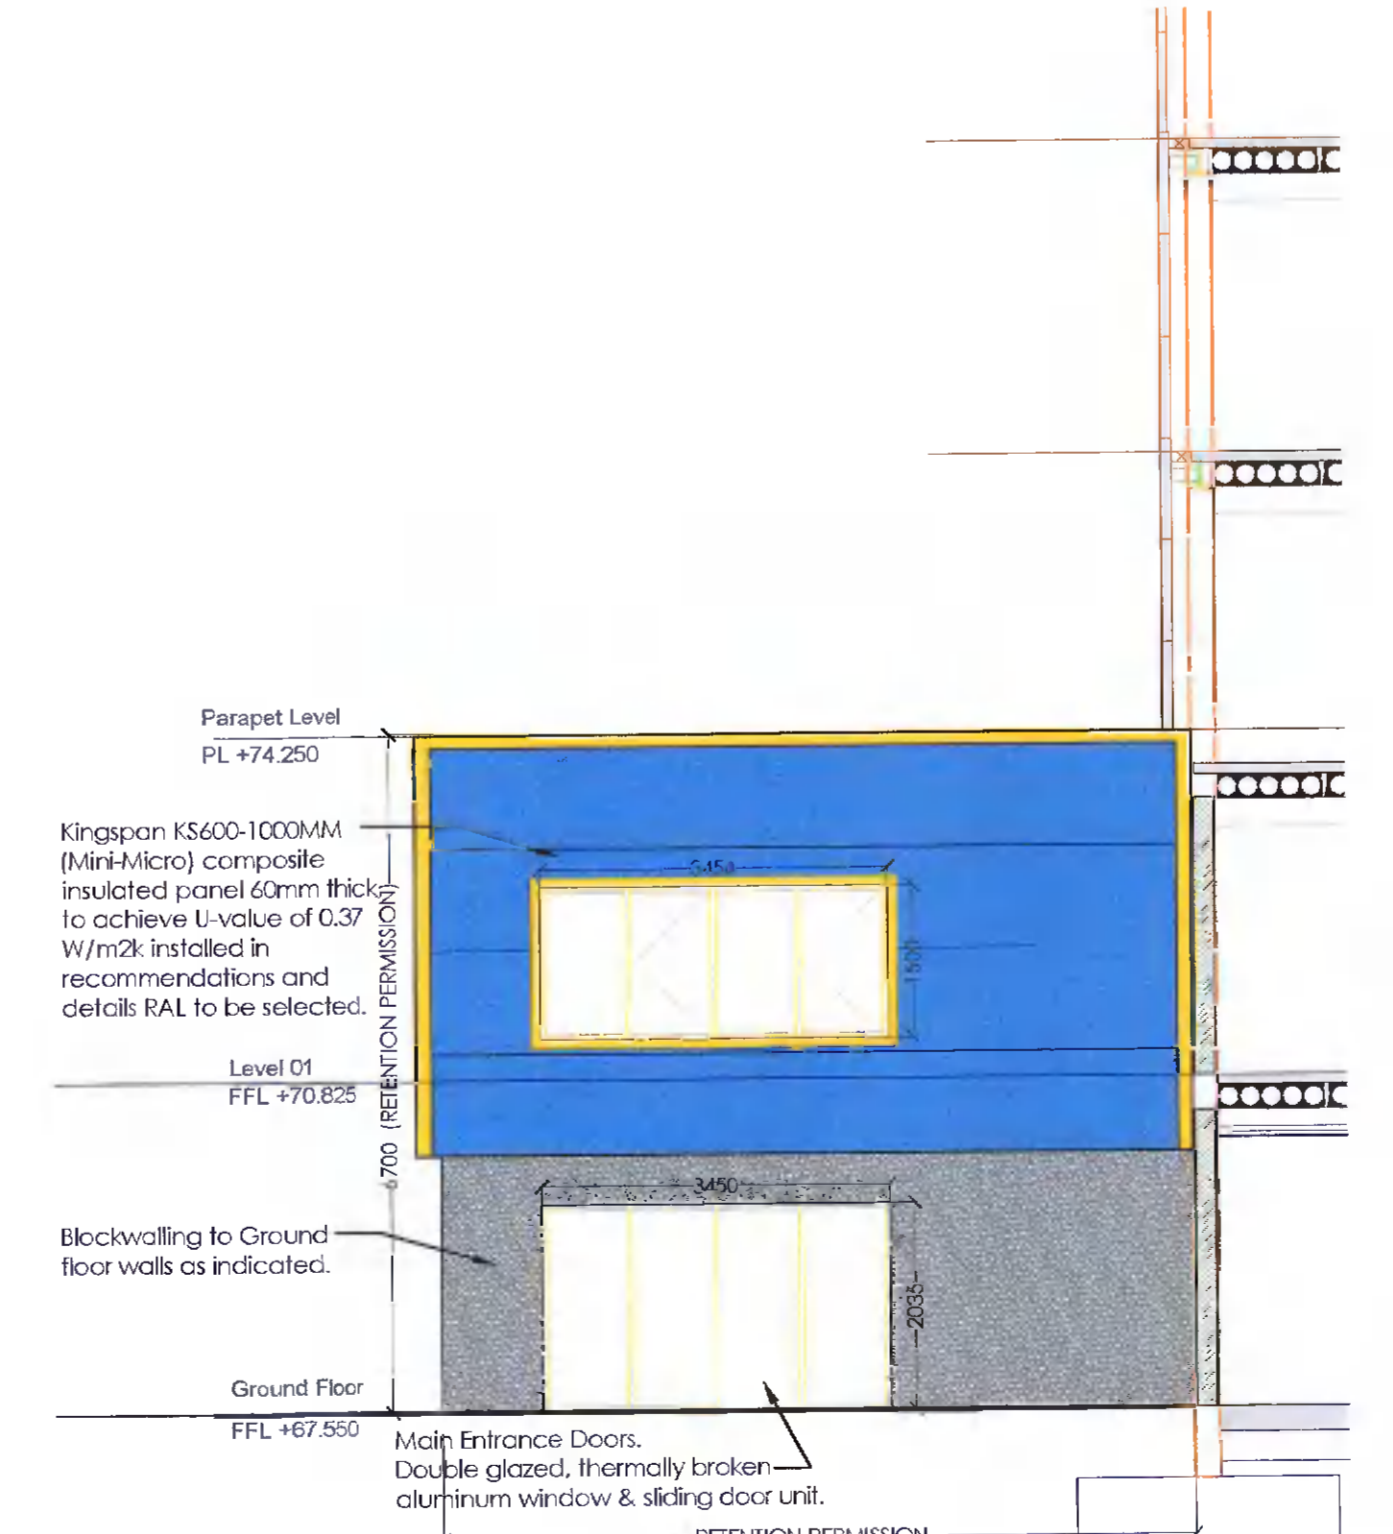 Parapet Level
PL +74.250
Kingspan KS600-1000MM
(Mini-Micro) composite
insulated panel 60mm thick
to achieve U-value of 0.37
W/m2k installed in
recommendations and
details RAL to be selected.
6700 (RETENTION PERMISSION)
3450
1500
Level 01
FFL +70.825
3450
2035
Blockwalling to Ground
floor walls as indicated.
Ground Floor
FFL +67.550
Main Entrance Doors.
Double glazed, thermally broken
aluminum window & sliding door unit.
RETENTION PERMISSION